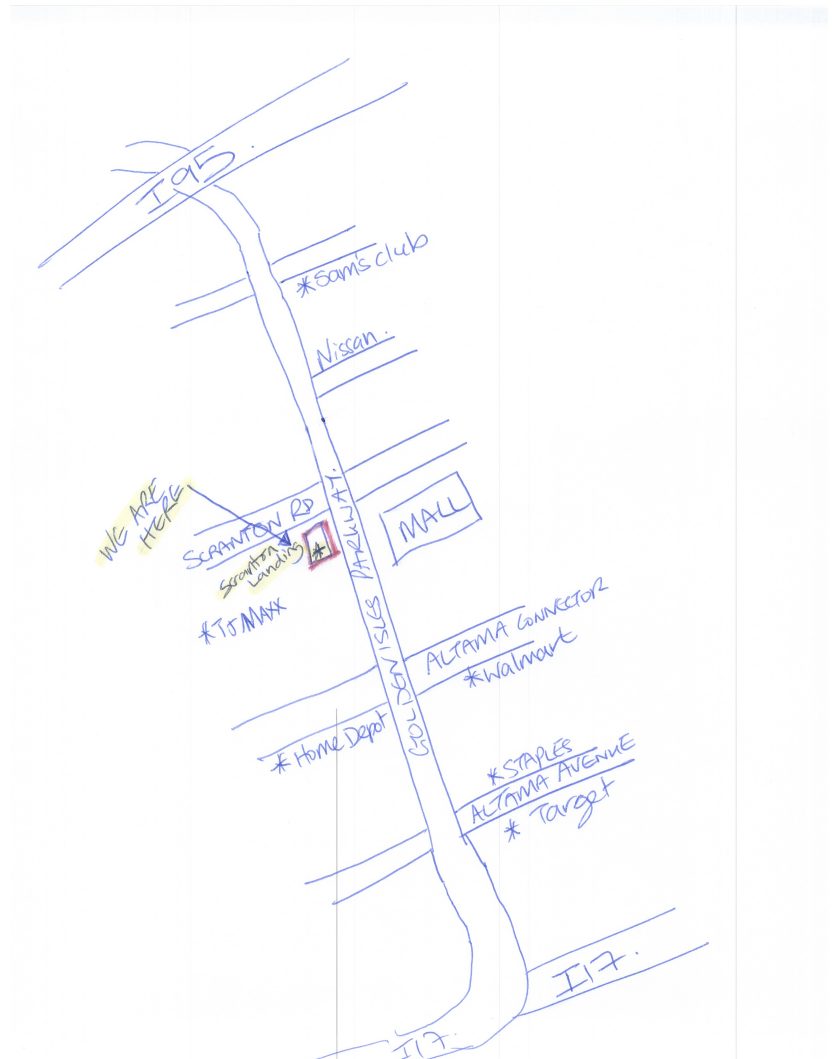 I95.
*Sam's club
Nissan.
WE ARE
HERE
SCRANTON RD
Scranton
Landing
*
MALL
*TJ MAXX
GOLDEN ISLES PARKWAY.
ALTAMA CONNECTOR
*Walmart
*Home Depot
*STAPLES
ALTAMA AVENUE
* Target
I17.
I17.